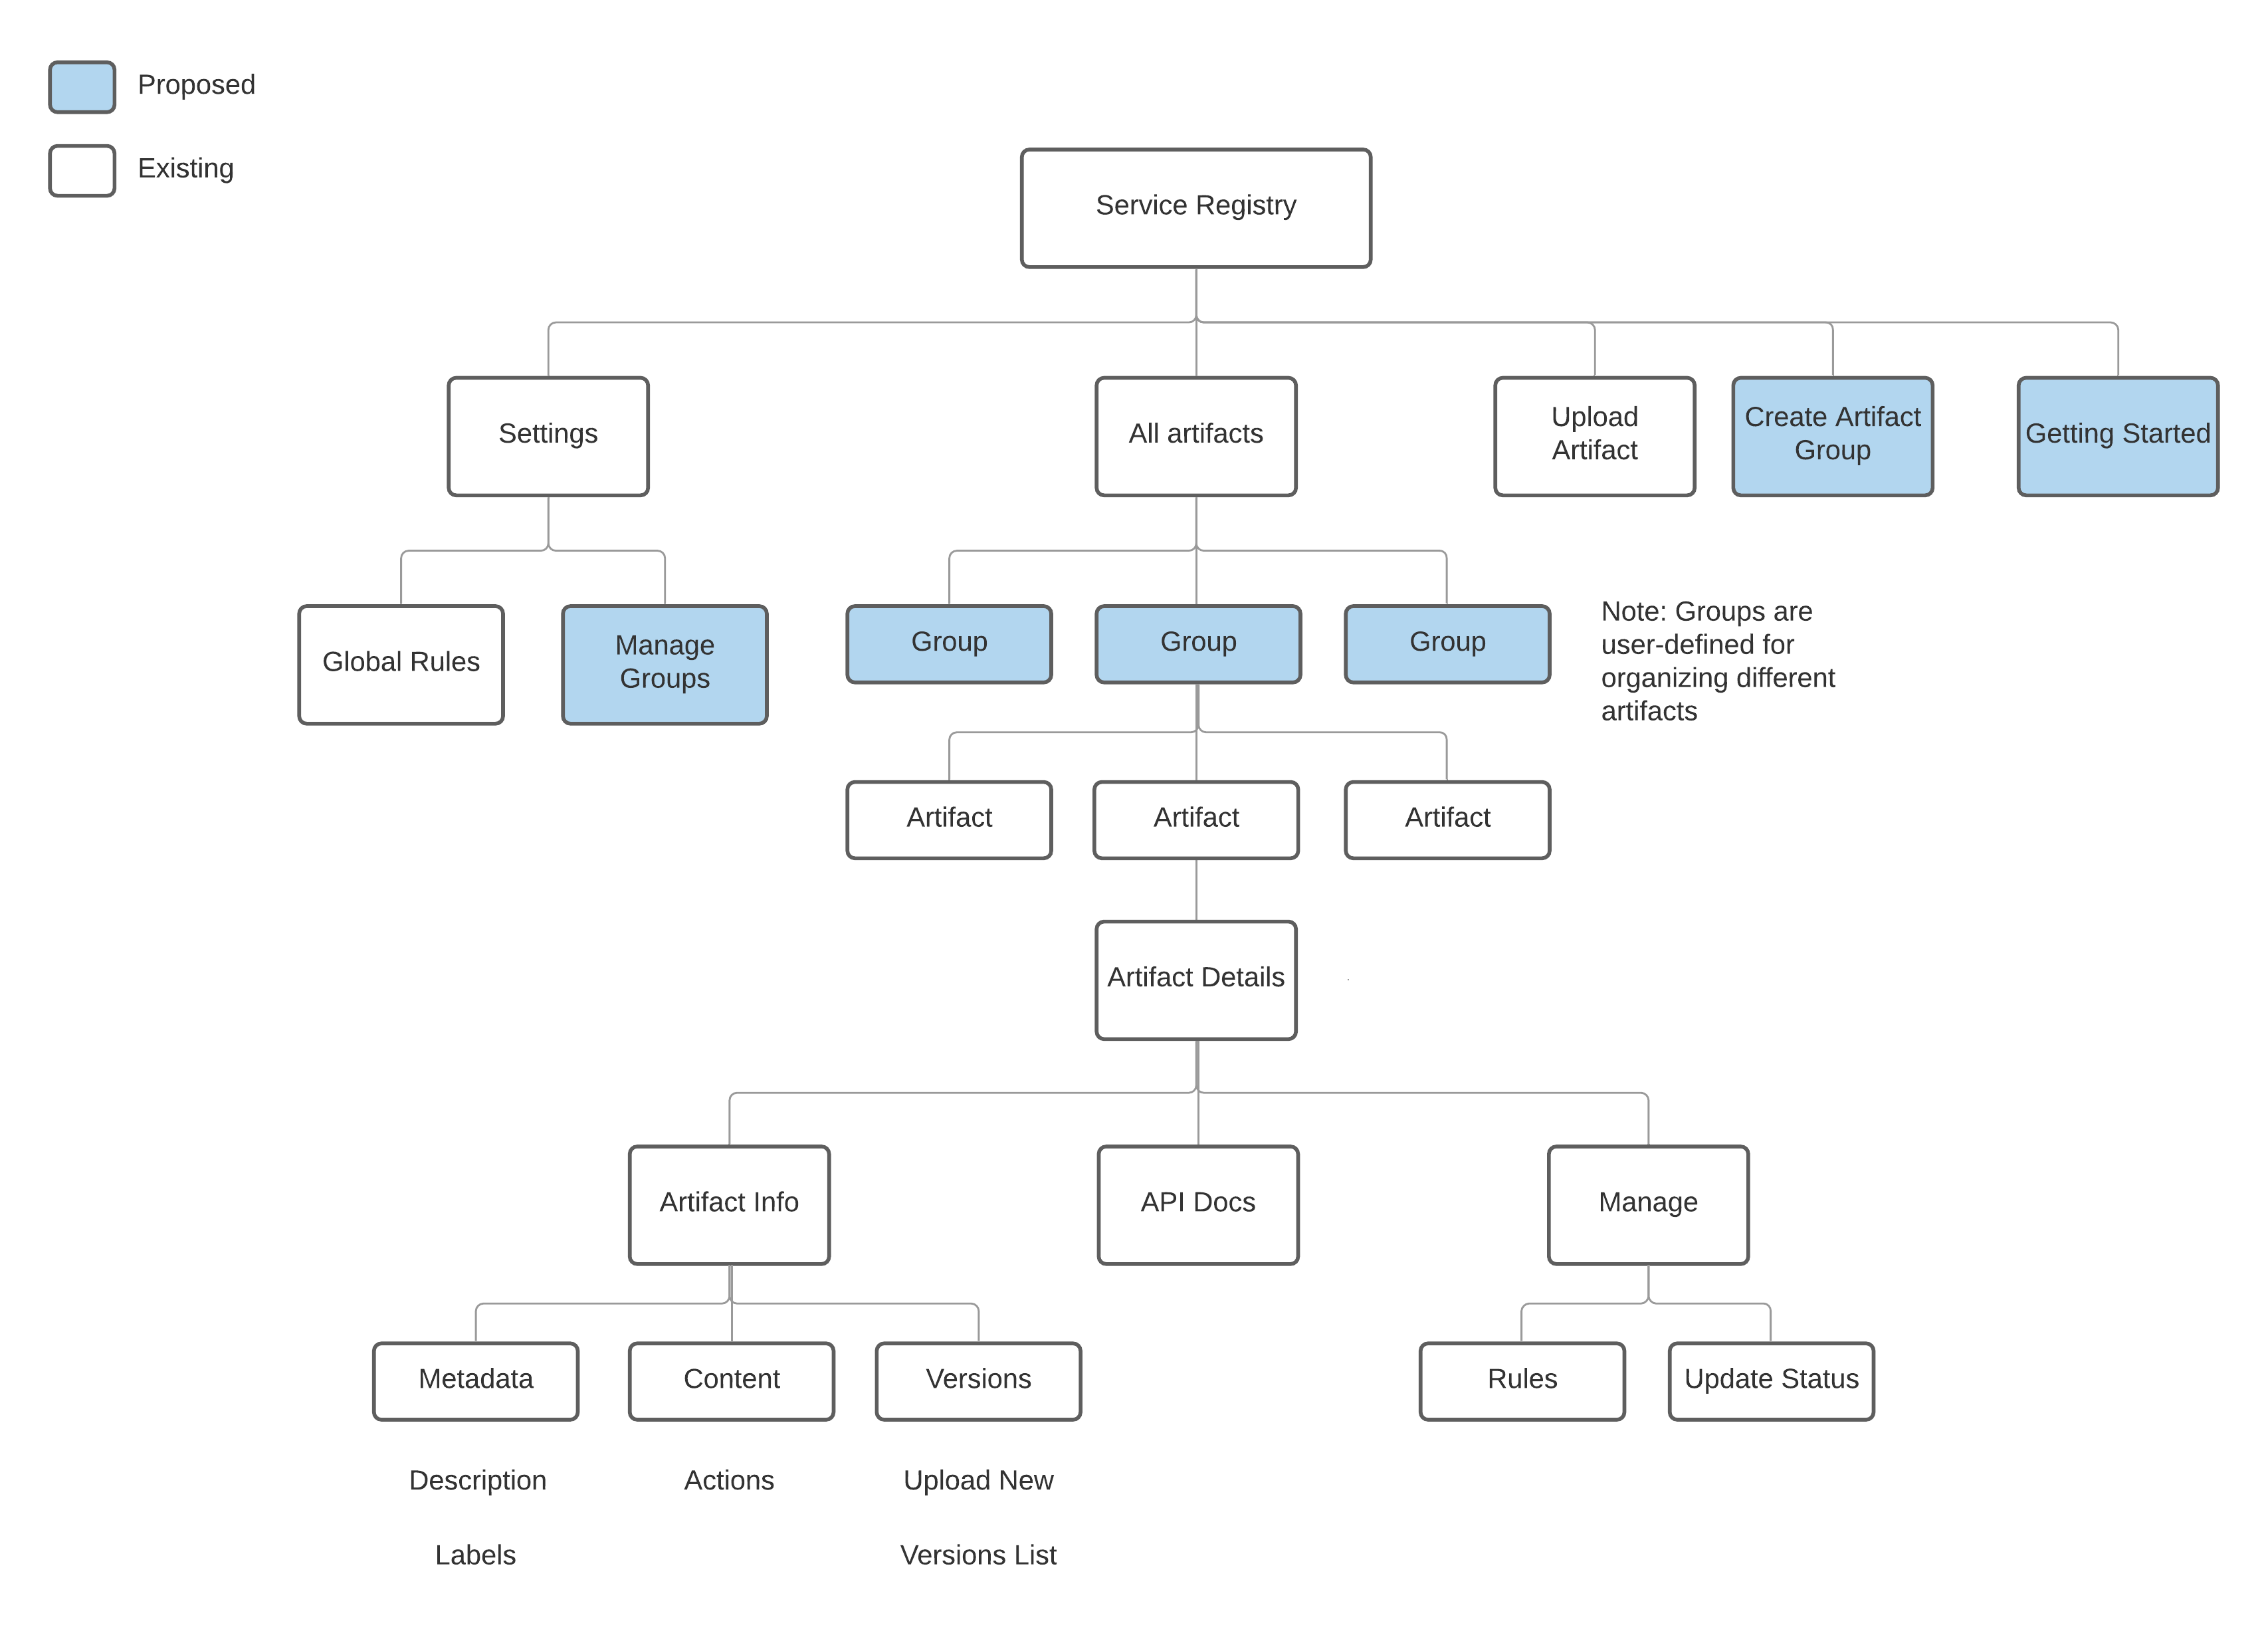 Proposed
Existing
Service Registry
Settings
All artifacts
Upload
Artifact
Create Artifact
Group
Getting Started
Global Rules
Manage
Groups
Group
Group
Group
Note: Groups are
user-defined for
organizing different
artifacts
Artifact
Artifact
Artifact
Artifact Details
Artifact Info
API Docs
Manage
Metadata
Content
Versions
Rules
Update Status
Description
Actions
Upload New
Labels
Versions List